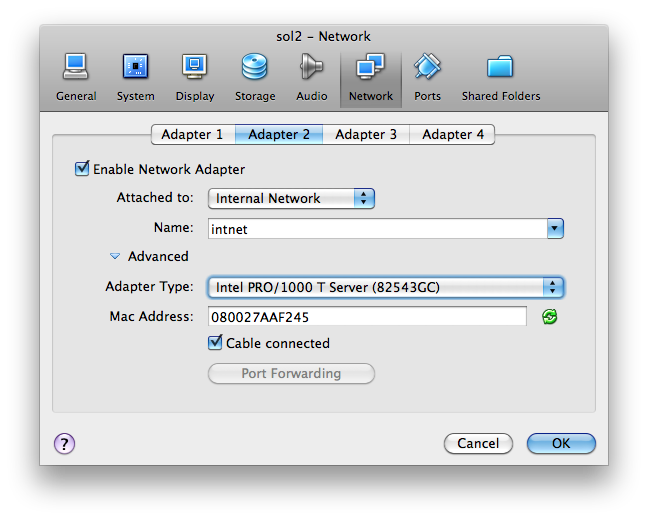 sol2 – Network
General System Display Storage Audio Network Ports Shared Folders
Adapter 1 Adapter 2 Adapter 3 Adapter 4
Enable Network Adapter
Attached to: Internal Network
Name: intnet
Advanced
Adapter Type: Intel PRO/1000 T Server (82543GC)
Mac Address: 080027AAF245
Cable connected
Port Forwarding
? Cancel OK